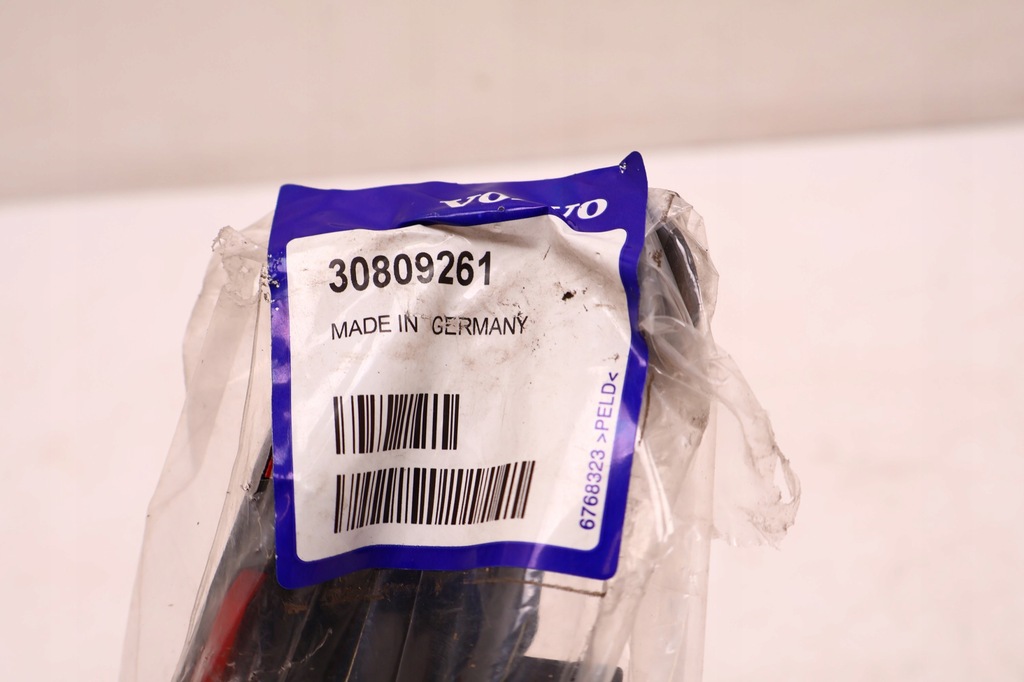 VOLVO
30809261
MADE IN GERMANY
6768323 >PELD<